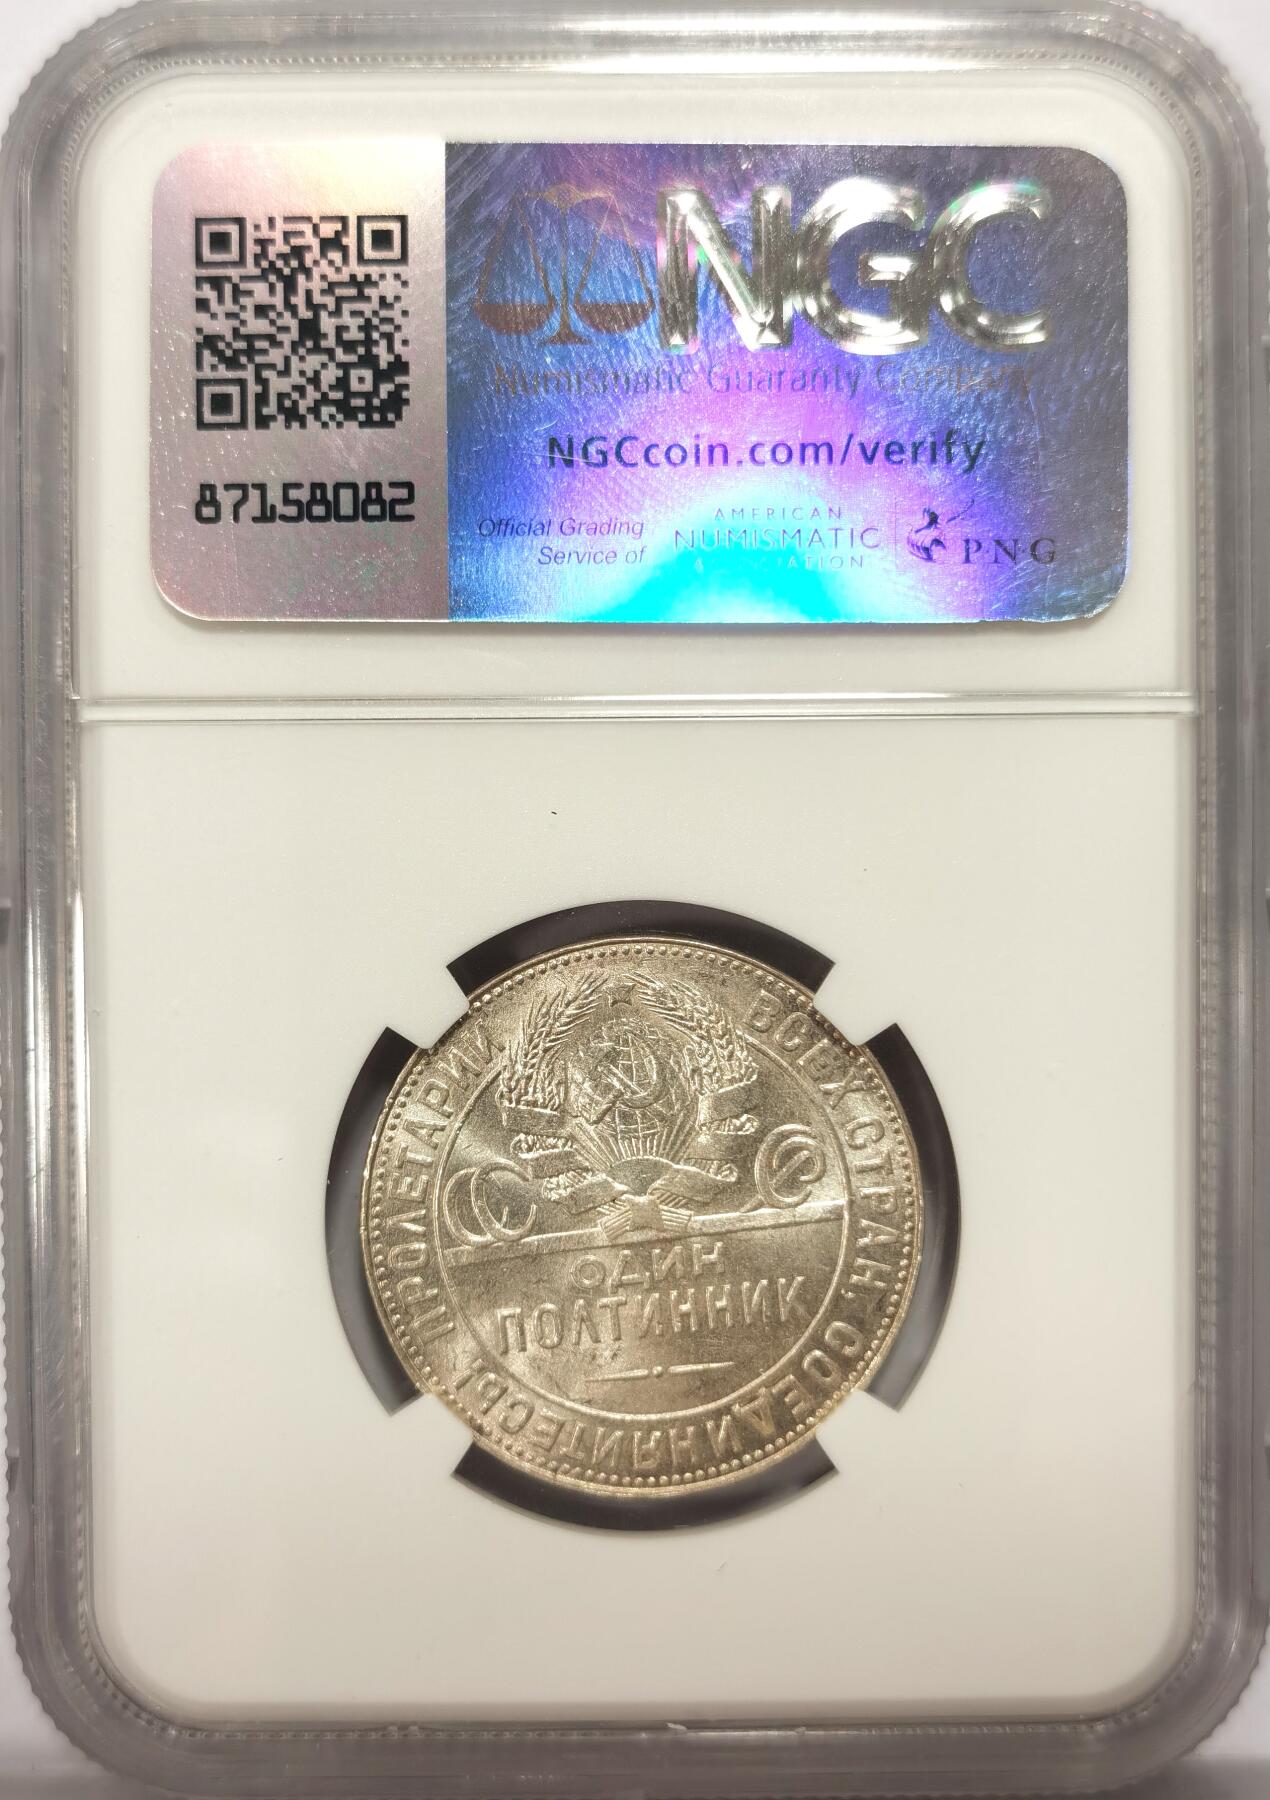 NGC
Numismatic Guaranty Company
NGCcoin.com/verify
87158082
Official Grading
Service of
AMERICAN
NUMISMATIC
ASSOCIATION
PNG
ПРОЛЕТАРИИ ВСЕХ СТРАН, СОЕДИНЯЙТЕСЬ,
ОДИН
ПОЛТИННИК